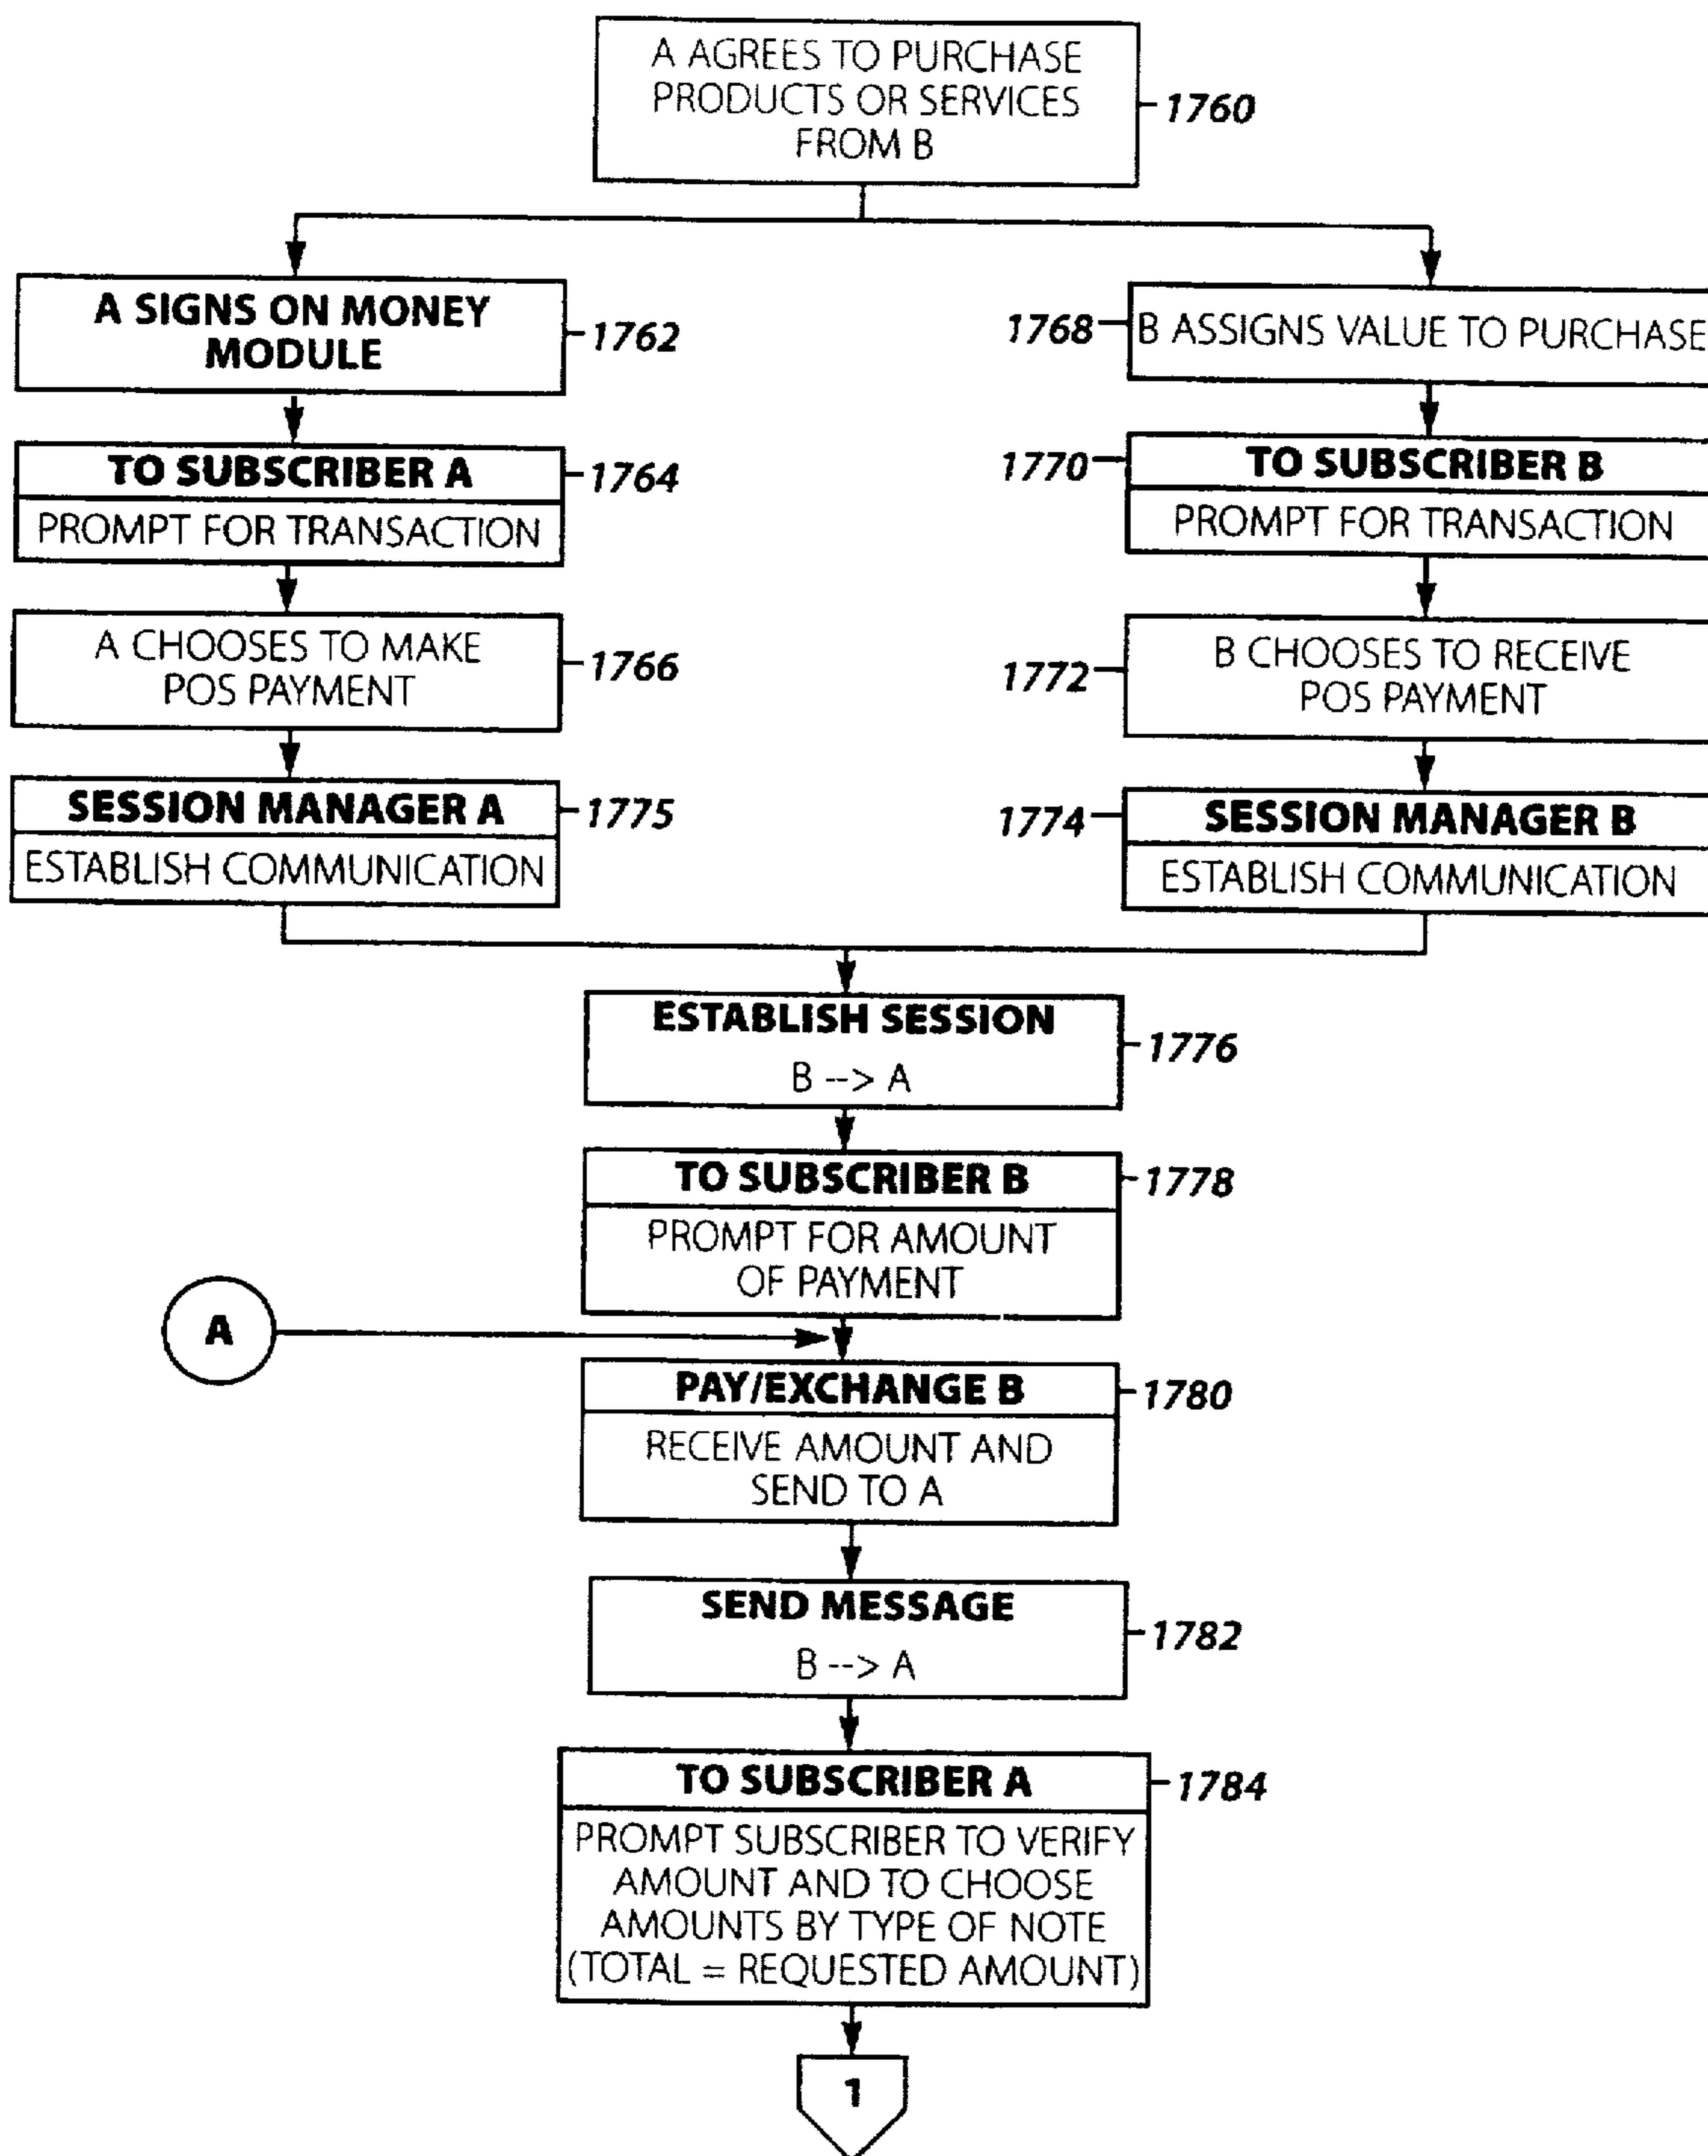 A AGREES TO PURCHASE
PRODUCTS OR SERVICES
FROM B
1760
A SIGNS ON MONEY
MODULE
1762
1768
B ASSIGNS VALUE TO PURCHASE
TO SUBSCRIBER A
1764
PROMPT FOR TRANSACTION
1770
TO SUBSCRIBER B
PROMPT FOR TRANSACTION
A CHOOSES TO MAKE
POS PAYMENT
1766
1772
B CHOOSES TO RECEIVE
POS PAYMENT
SESSION MANAGER A
1775
ESTABLISH COMMUNICATION
1774
SESSION MANAGER B
ESTABLISH COMMUNICATION
ESTABLISH SESSION
B --> A
1776
TO SUBSCRIBER B
1778
PROMPT FOR AMOUNT
OF PAYMENT
A
PAY/EXCHANGE B
1780
RECEIVE AMOUNT AND
SEND TO A
SEND MESSAGE
B --> A
1782
TO SUBSCRIBER A
1784
PROMPT SUBSCRIBER TO VERIFY
AMOUNT AND TO CHOOSE
AMOUNTS BY TYPE OF NOTE
(TOTAL = REQUESTED AMOUNT)
1